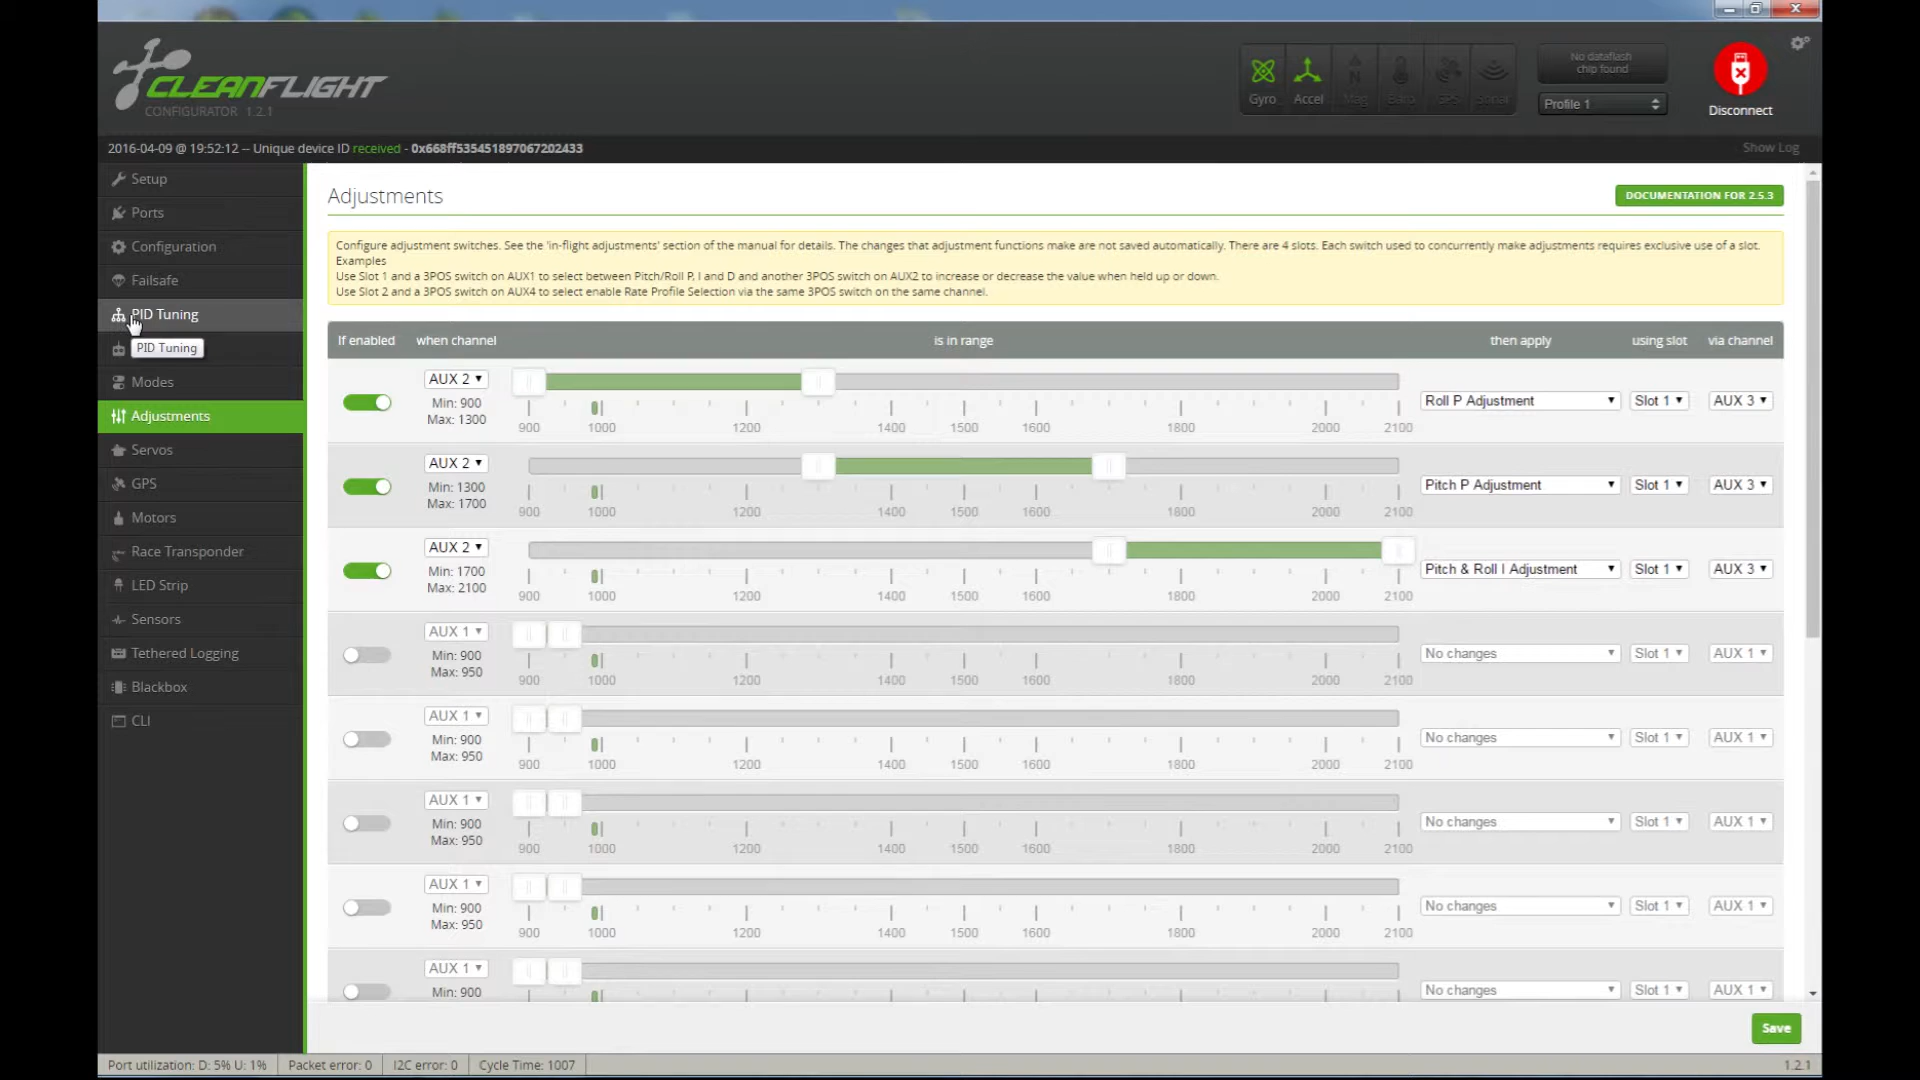 CLEANFLIGHT
CONFIGURATOR 1.2.1
Gyro Accel Mag Baro GPS Sonar
No dataflash
chip found
Profile 1
Disconnect
2016-04-09 @ 19:52:12 -- Unique device ID received - 0x668ff535451897067202433
Show Log
Setup
Ports
Configuration
Failsafe
PID Tuning
PID Tuning
Modes
Adjustments
Servos
GPS
Motors
Race Transponder
LED Strip
Sensors
Tethered Logging
Blackbox
CLI
Adjustments
DOCUMENTATION FOR 2.5.3
Configure adjustment switches. See the 'in-flight adjustments' section of the manual for details. The changes that adjustment functions make are not saved automatically. There are 4 slots. Each switch used to concurrently make adjustments requires exclusive use of a slot.
Examples
Use Slot 1 and a 3POS switch on AUX1 to select between Pitch/Roll P, I and D and another 3POS switch on AUX2 to increase or decrease the value when held up or down.
Use Slot 2 and a 3POS switch on AUX4 to select enable Rate Profile Selection via the same 3POS switch on the same channel.
If enabled when channel is in range then apply using slot via channel
AUX 2
Min: 900
Max: 1300
900 1000 1200 1400 1500 1600 1800 2000 2100
Roll P Adjustment Slot 1 AUX 3
AUX 2
Min: 1300
Max: 1700
900 1000 1200 1400 1500 1600 1800 2000 2100
Pitch P Adjustment Slot 1 AUX 3
AUX 2
Min: 1700
Max: 2100
900 1000 1200 1400 1500 1600 1800 2000 2100
Pitch & Roll I Adjustment Slot 1 AUX 3
AUX 1
Min: 900
Max: 950
900 1000 1200 1400 1500 1600 1800 2000 2100
No changes Slot 1 AUX 1
AUX 1
Min: 900
Max: 950
900 1000 1200 1400 1500 1600 1800 2000 2100
No changes Slot 1 AUX 1
AUX 1
Min: 900
Max: 950
900 1000 1200 1400 1500 1600 1800 2000 2100
No changes Slot 1 AUX 1
AUX 1
Min: 900
Max: 950
900 1000 1200 1400 1500 1600 1800 2000 2100
No changes Slot 1 AUX 1
AUX 1
Min: 900
No changes Slot 1 AUX 1
Save
Port utilization: D: 5% U: 1% Packet error: 0 I2C error: 0 Cycle Time: 1007
1.2.1